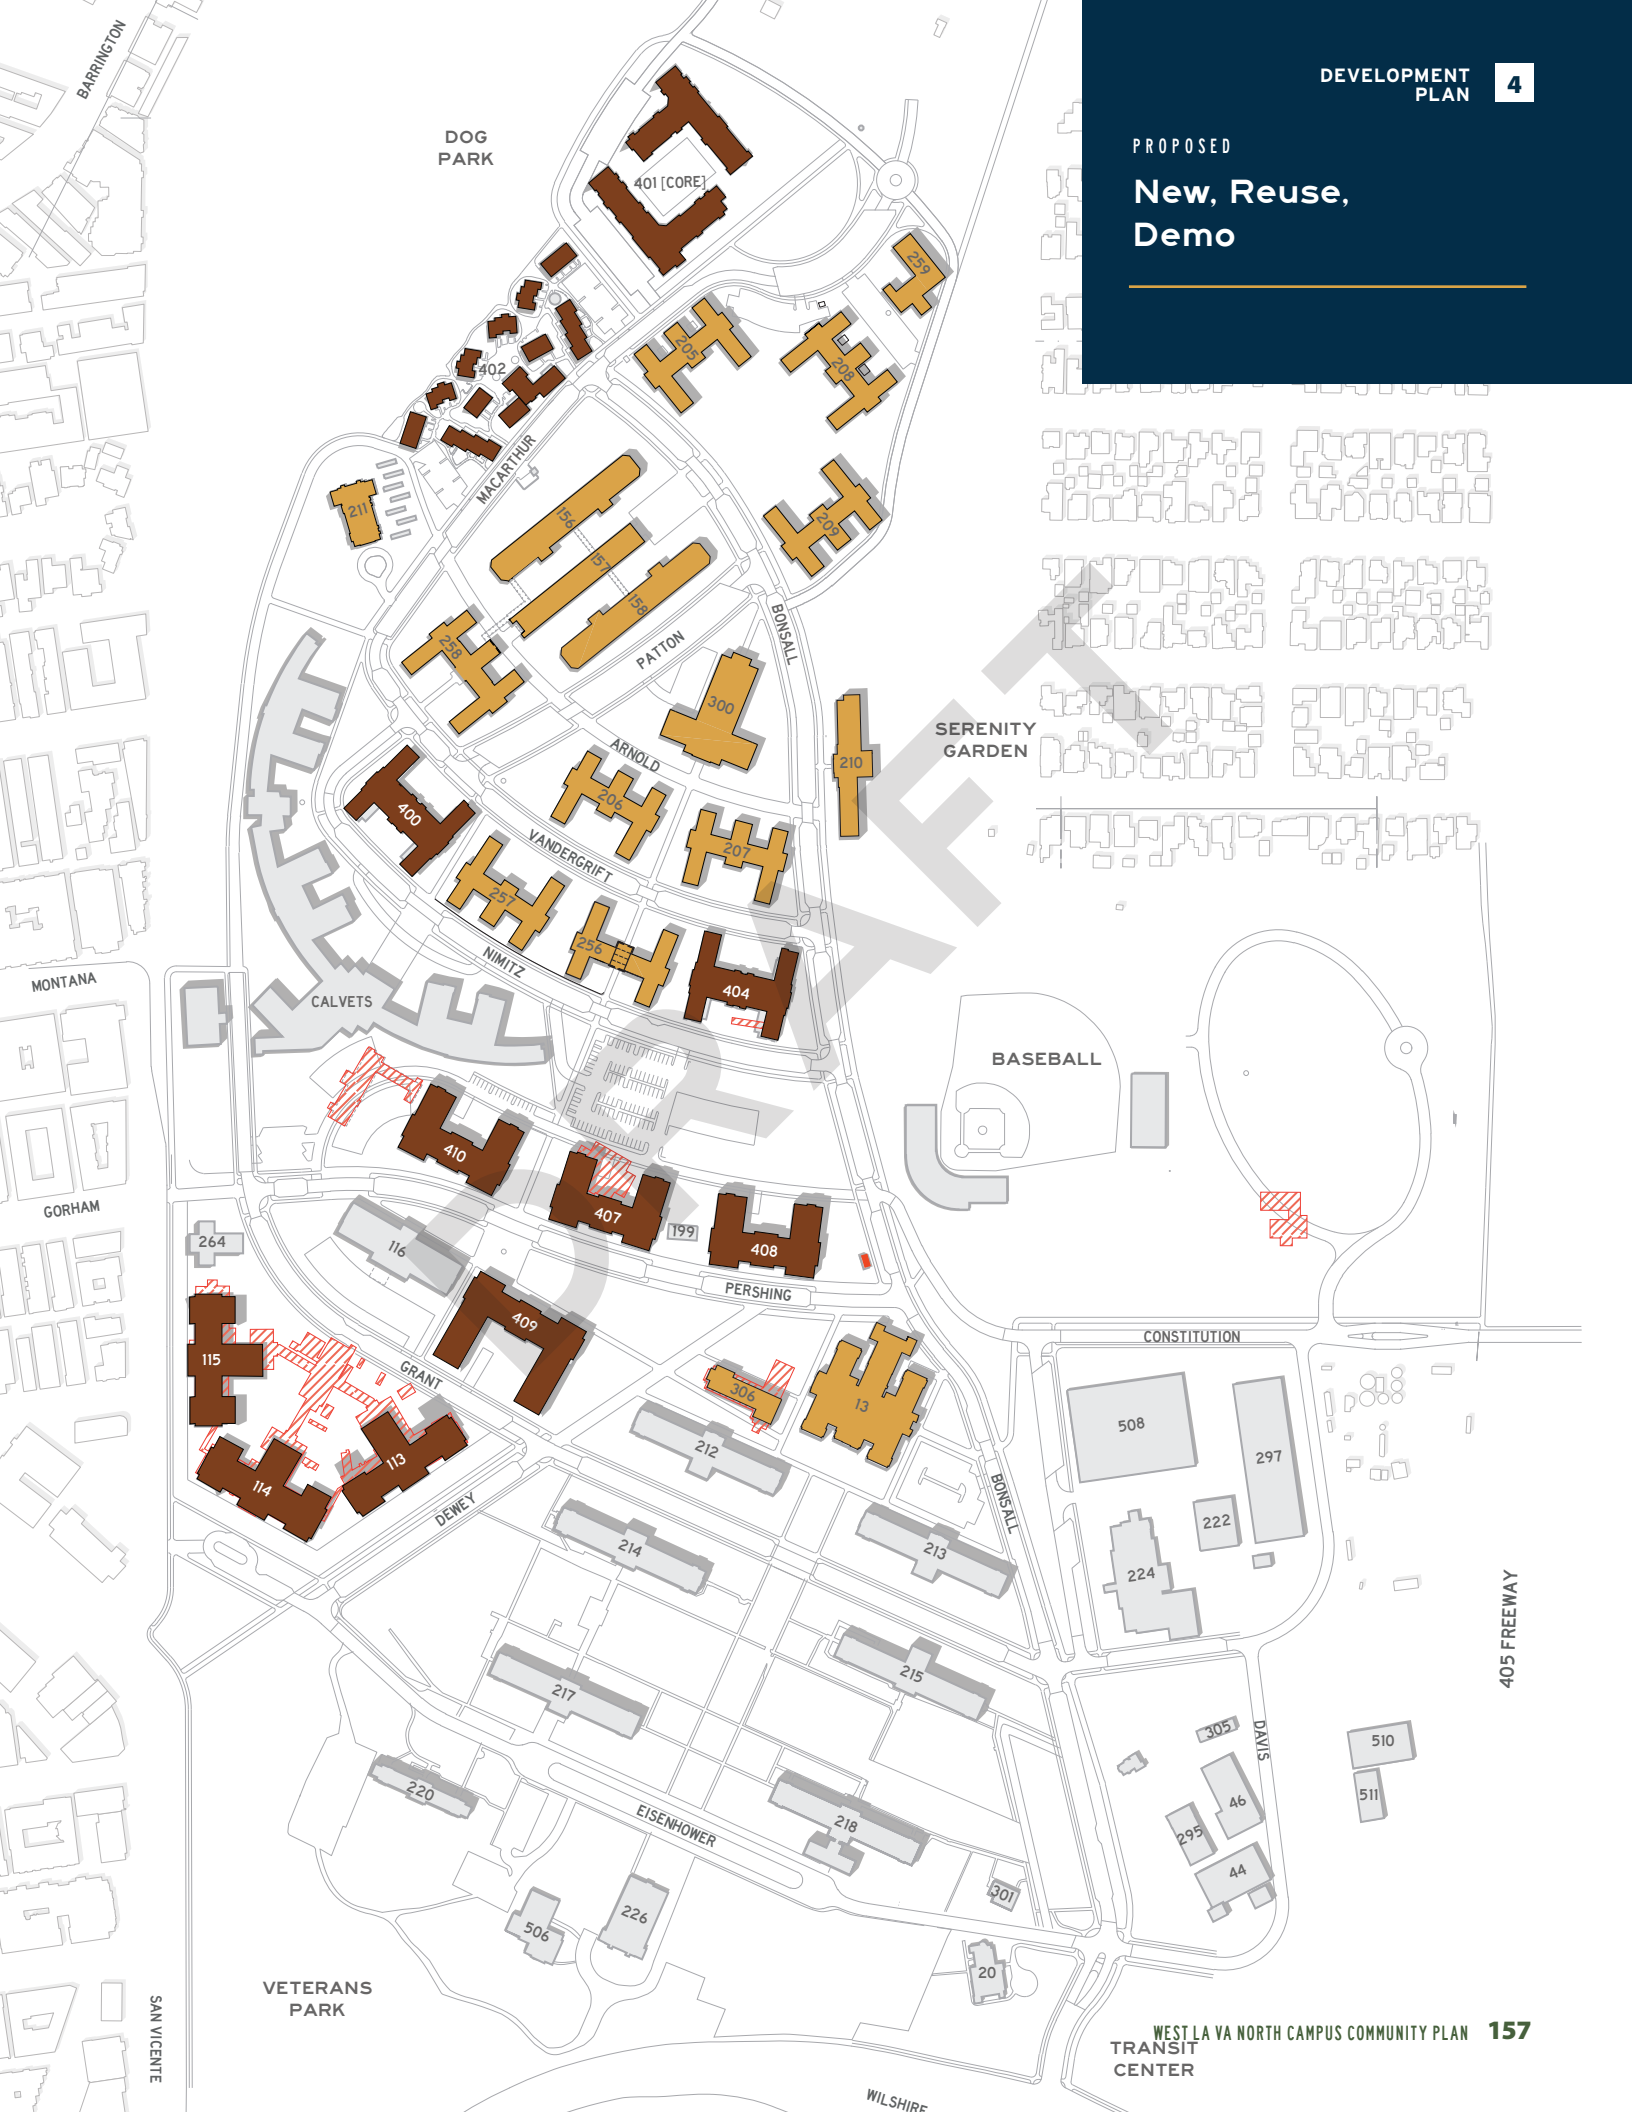 DEVELOPMENT
PLAN
4
PROPOSED
New, Reuse,
Demo
BARRINGTON
DOG
PARK
401 [CORE]
259
205
208
402
MACARTHUR
211
156
209
157
158
BONSALL
258
PATTON
300
SERENITY
GARDEN
ARNOLD
210
400
206
VANDERGRIFT
207
257
256
NIMITZ
404
MONTANA
CALVETS
BASEBALL
410
407
GORHAM
199
264
116
408
PERSHING
409
CONSTITUTION
115
GRANT
306
13
508
212
297
113
114
BONSALL
DEWEY
222
214
213
224
405 FREEWAY
215
217
305
DAVIS
510
220
511
46
EISENHOWER
218
295
44
301
506
226
20
VETERANS
PARK
SAN VICENTE
WEST LA VA NORTH CAMPUS COMMUNITY PLAN 157
TRANSIT
CENTER
WILSHIRE
DRAFT